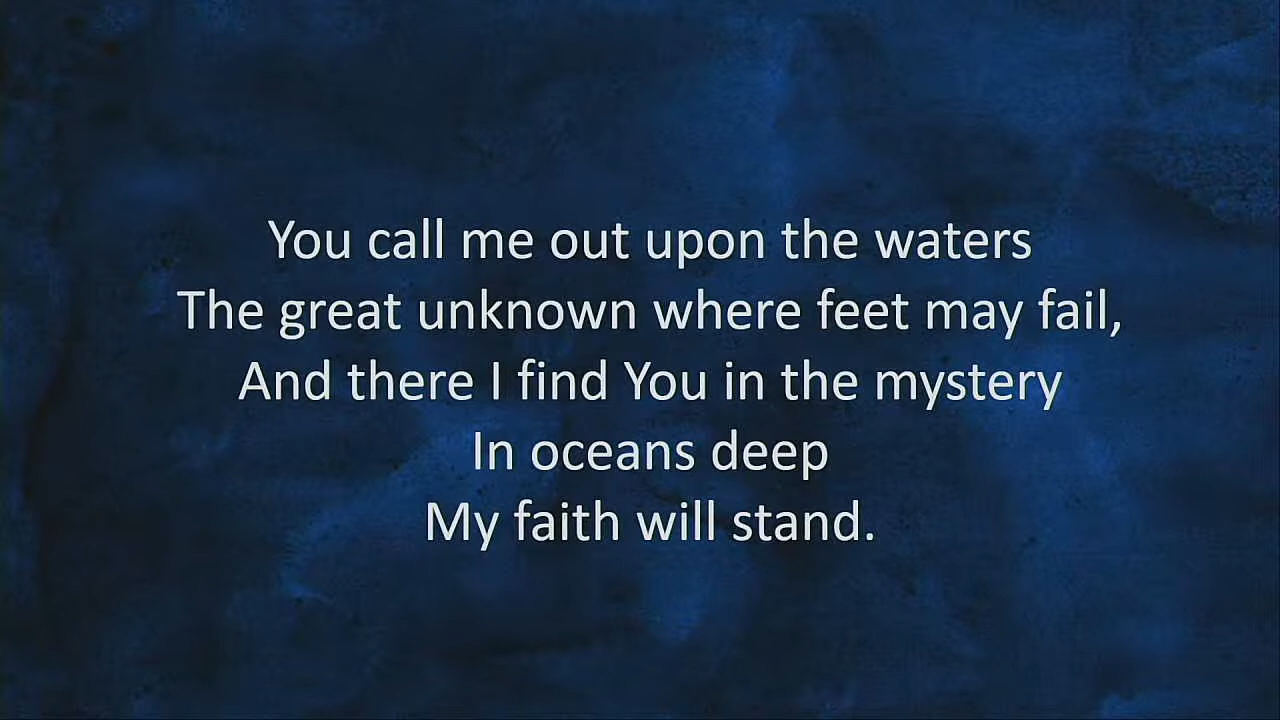 You call me out upon the waters
The great unknown where feet may fail,
And there I find You in the mystery
In oceans deep
My faith will stand.